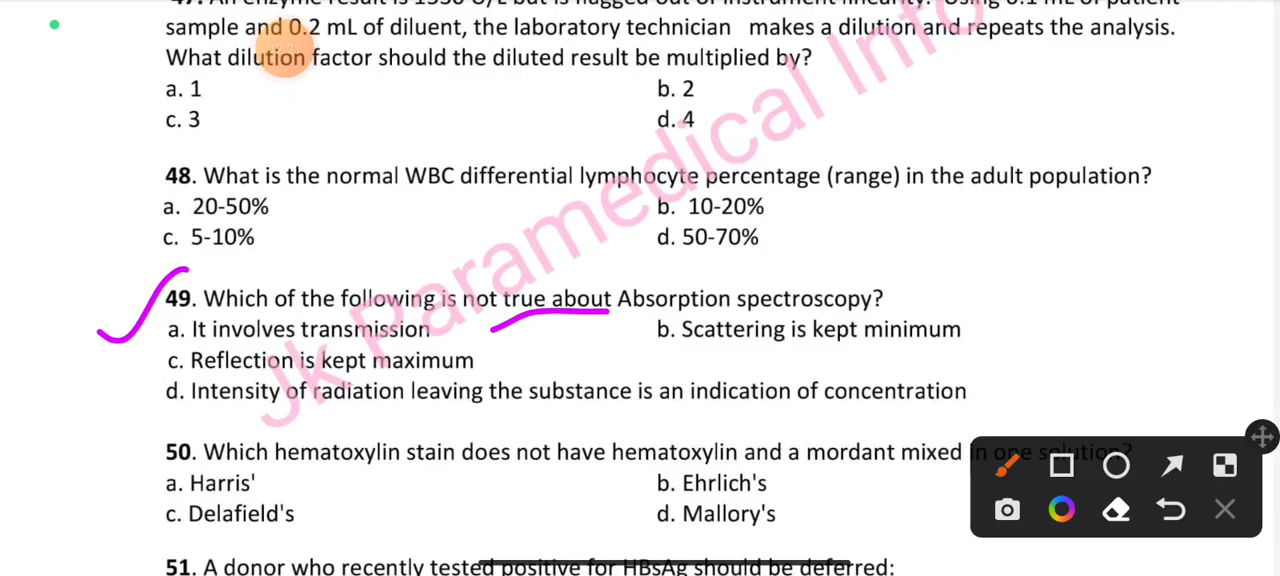 sample and 0.2 mL of diluent, the laboratory technician makes a dilution and repeats the analysis.
What dilution factor should the diluted result be multiplied by?
a. 1 b. 2
c. 3 d. 4
48. What is the normal WBC differential lymphocyte percentage (range) in the adult population?
a. 20-50% b. 10-20%
c. 5-10% d. 50-70%
49. Which of the following is not true about Absorption spectroscopy?
a. It involves transmission b. Scattering is kept minimum
c. Reflection is kept maximum
d. Intensity of radiation leaving the substance is an indication of concentration
50. Which hematoxylin stain does not have hematoxylin and a mordant mixed in one solution?
a. Harris' b. Ehrlich's
c. Delafield's d. Mallory's
51. A donor who recently tested positive for HBsAg should be deferred:
Jk Paramedical Info